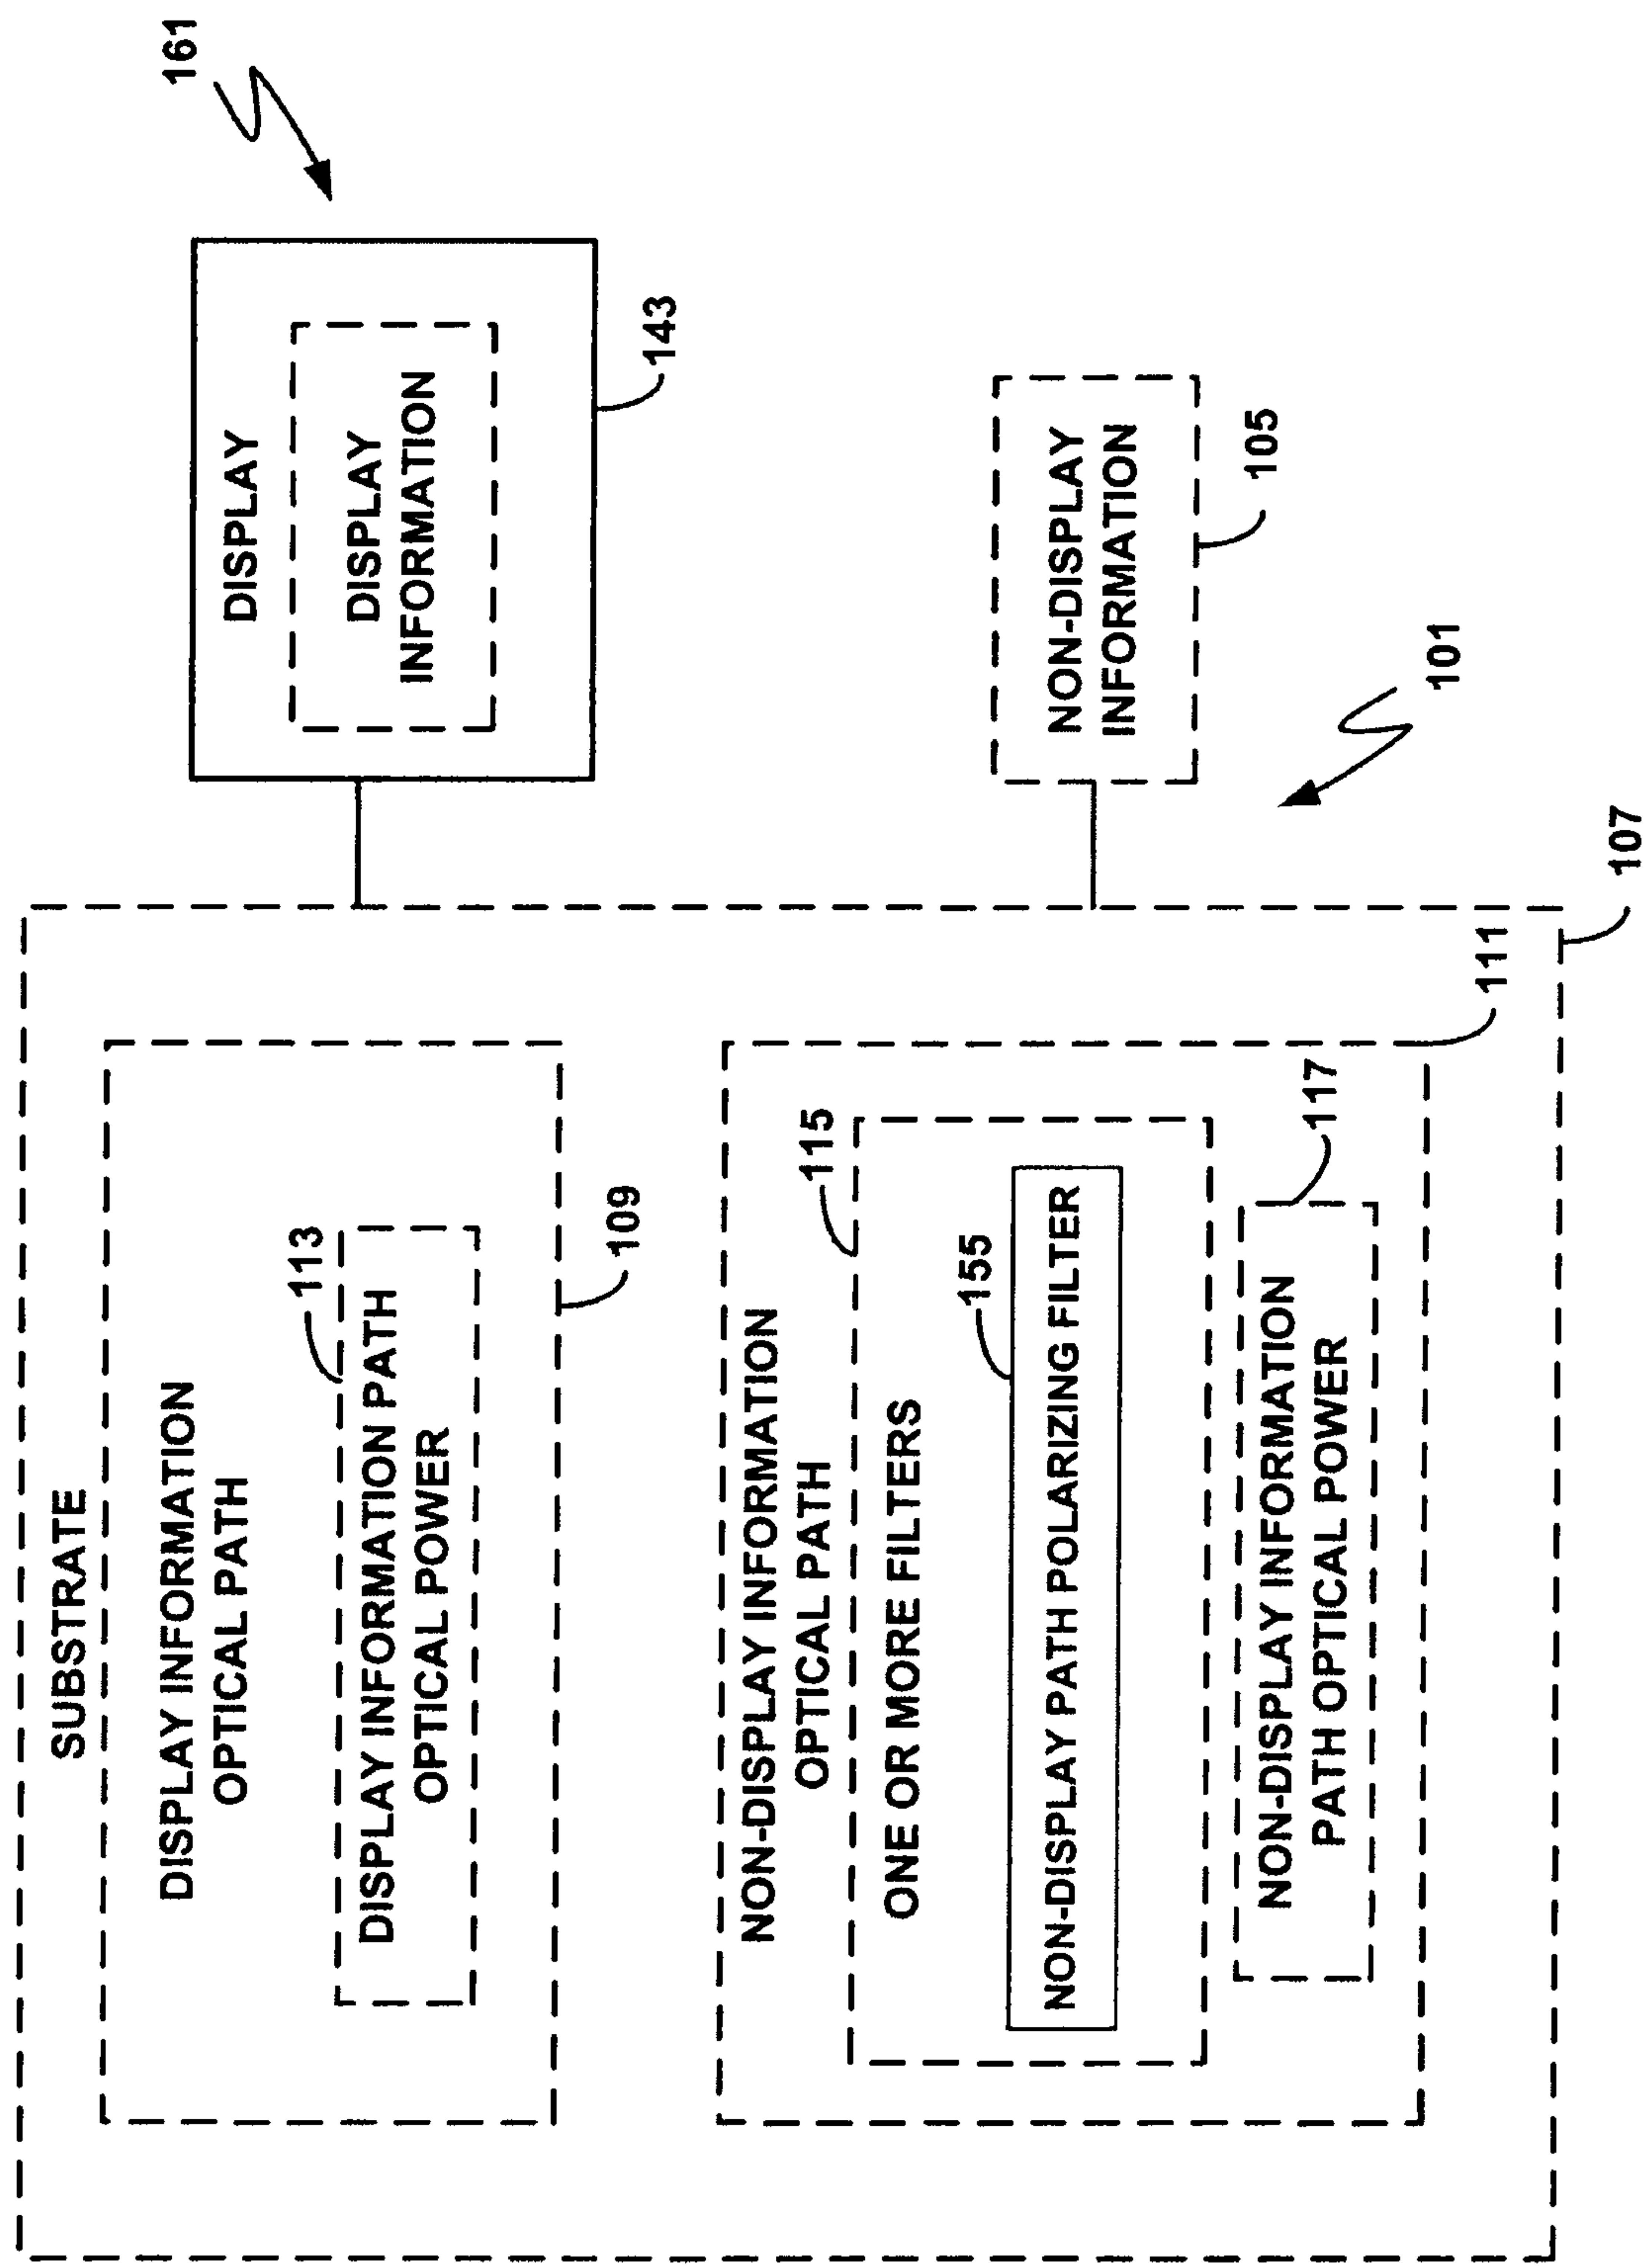 SUBSTRATE
DISPLAY INFORMATION
OPTICAL PATH
113
DISPLAY INFORMATION PATH
OPTICAL POWER
109
NON-DISPLAY INFORMATION
OPTICAL PATH
115
ONE OR MORE FILTERS
155
NON-DISPLAY PATH POLARIZING FILTER
117
NON-DISPLAY INFORMATION
PATH OPTICAL POWER
111
107
161
DISPLAY
DISPLAY
INFORMATION
143
NON-DISPLAY
INFORMATION
105
101